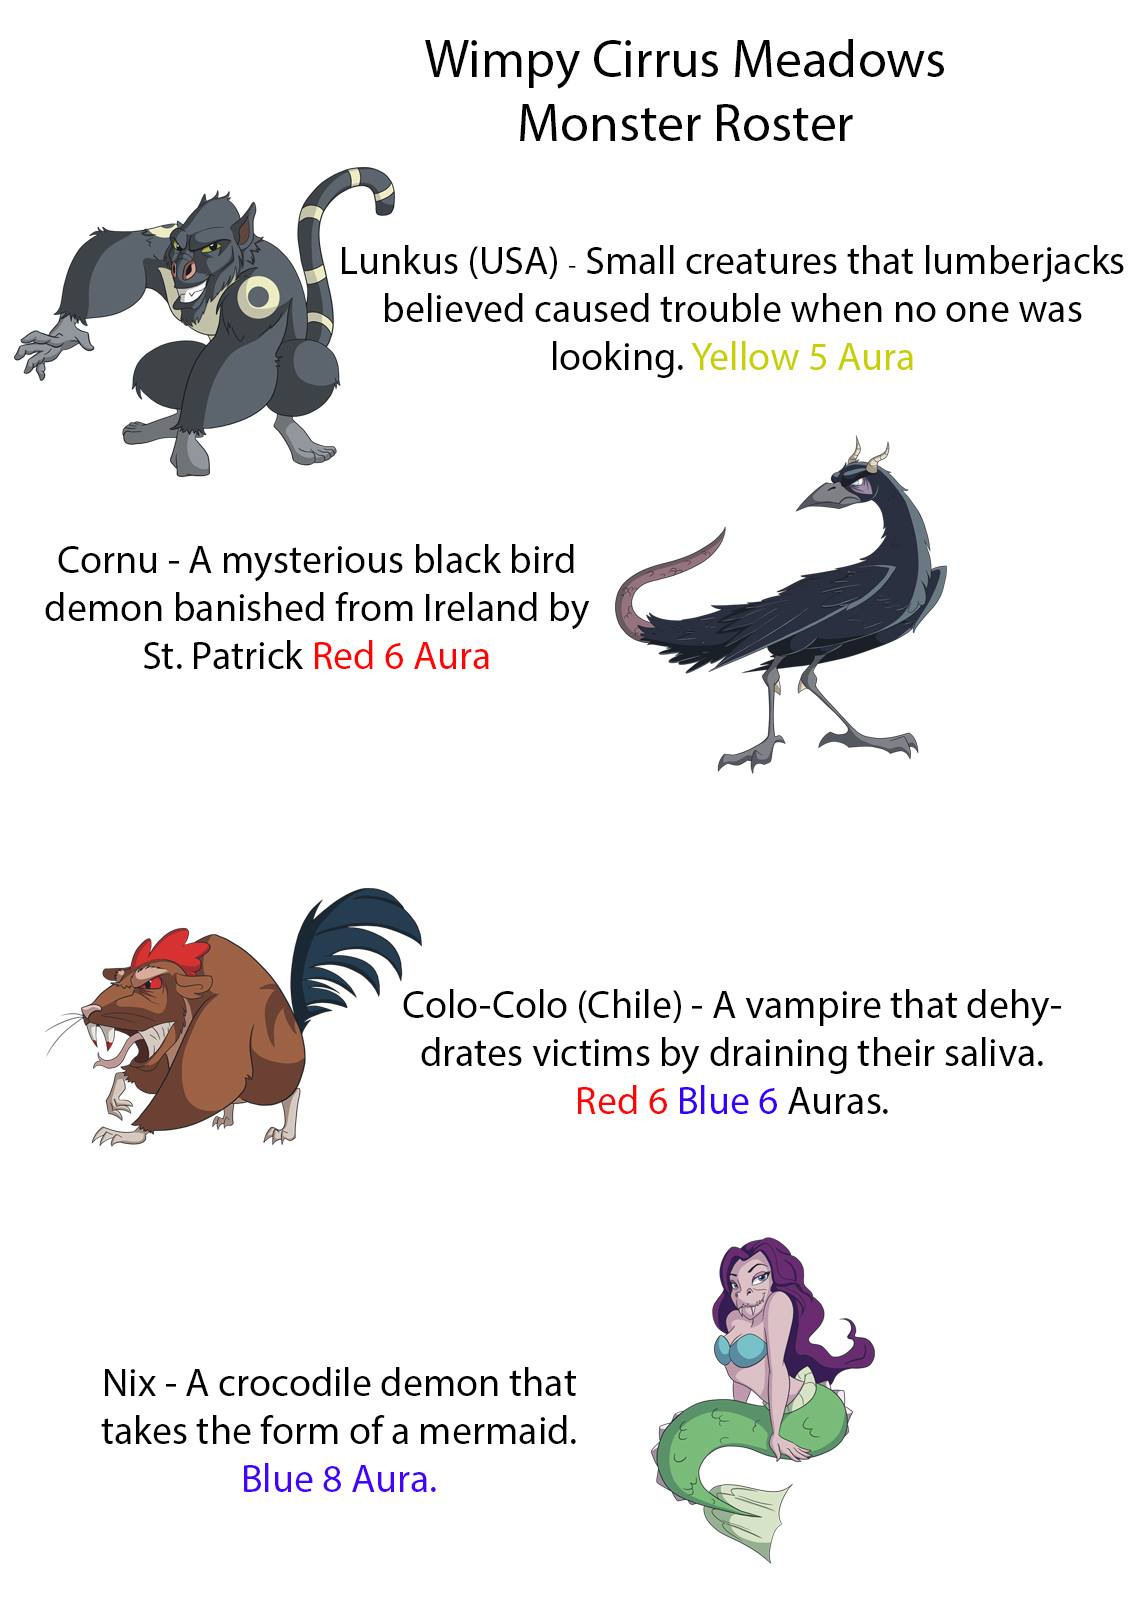 Wimpy Cirrus Meadows
Monster Roster
Lunkus (USA) - Small creatures that lumberjacks
believed caused trouble when no one was
looking. Yellow 5 Aura
Cornu - A mysterious black bird
demon banished from Ireland by
St. Patrick Red 6 Aura
Colo-Colo (Chile) - A vampire that dehy-
drates victims by draining their saliva.
Red 6 Blue 6 Auras.
Nix - A crocodile demon that
takes the form of a mermaid.
Blue 8 Aura.